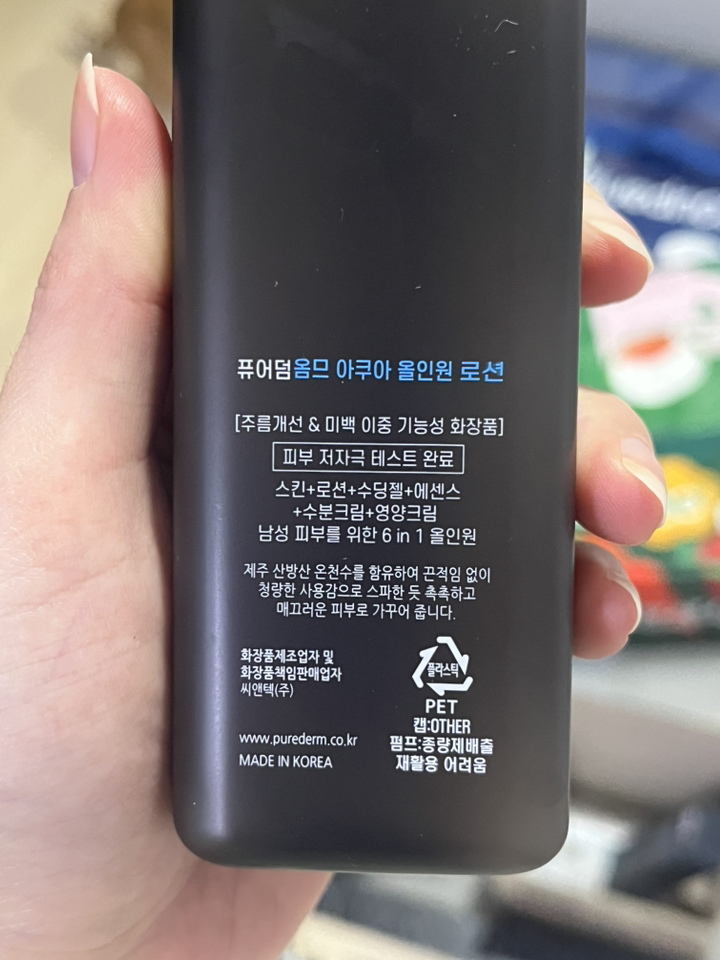 퓨어덤옴므 아쿠아 올인원 로션
[주름개선 & 미백 이중 기능성 화장품]
피부 저자극 테스트 완료
스킨+로션+수딩젤+에센스
+수분크림+영양크림
남성 피부를 위한 6 in 1 올인원
제주 산방산 온천수를 함유하여 끈적임 없이
청량한 사용감으로 스파한 듯 촉촉하고
매끄러운 피부로 가꾸어 줍니다.
화장품제조업자 및
화장품책임판매업자
씨앤텍(주)
www.purederm.co.kr
MADE IN KOREA
플라스틱
PET
캡:OTHER
펌프:종량제배출
재활용 어려움